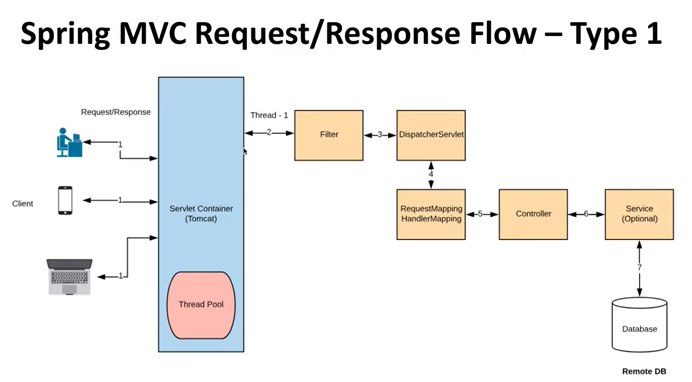 Spring MVC Request/Response Flow – Type 1
Request/Response
Thread - 1
1
2
Filter
3
DispatcherServlet
4
Client
1
Servlet Container
(Tomcat)
RequestMapping
HandlerMapping
5
Controller
6
Service
(Optional)
1
7
Thread Pool
Database
Remote DB